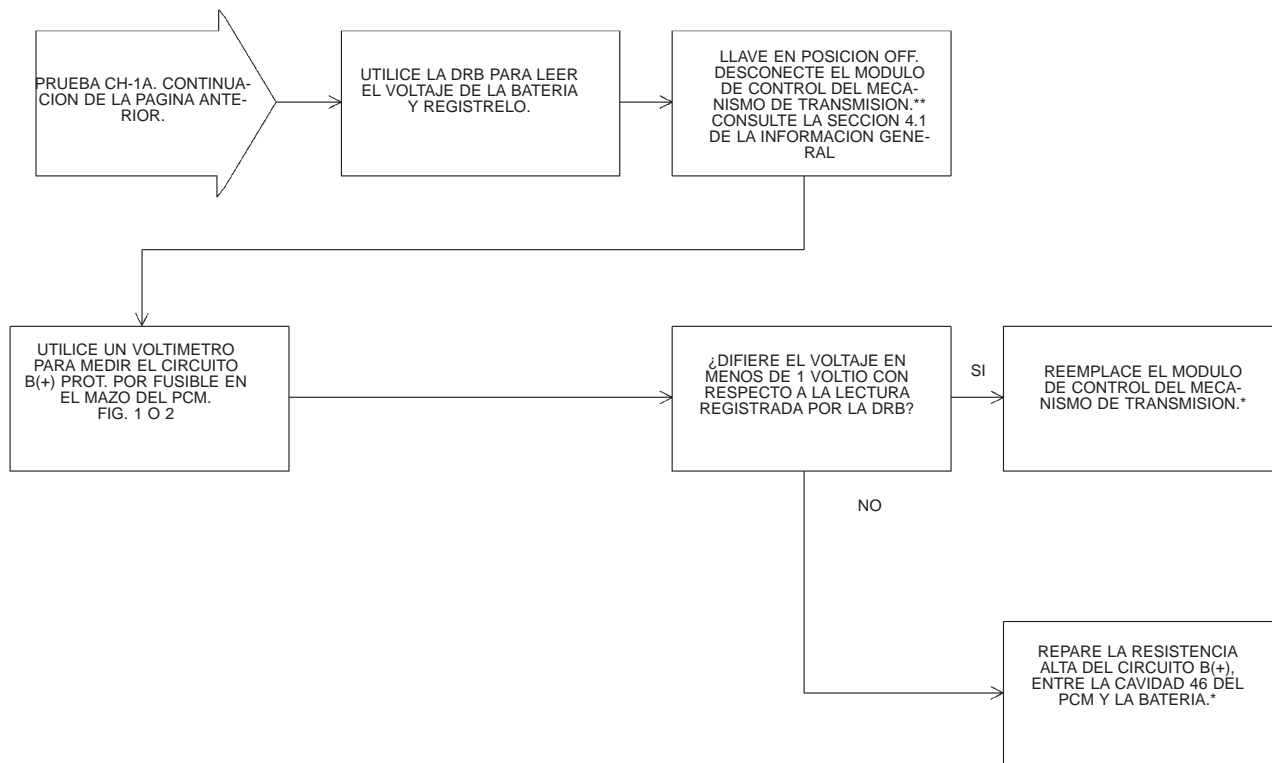 PRUEBA CH-1A. CONTINUA-
CION DE LA PAGINA ANTE-
RIOR.
UTILICE LA DRB PARA LEER
EL VOLTAJE DE LA BATERIA
Y REGISTRELO.
LLAVE EN POSICION OFF.
DESCONECTE EL MODULO
DE CONTROL DEL MECA-
NISMO DE TRANSMISION.**
CONSULTE LA SECCION 4.1
DE LA INFORMACION GENE-
RAL
UTILICE UN VOLTIMETRO
PARA MEDIR EL CIRCUITO
B(+) PROT. POR FUSIBLE EN
EL MAZO DEL PCM.
FIG. 1 O 2
¿DIFIERE EL VOLTAJE EN
MENOS DE 1 VOLTIO CON
RESPECTO A LA LECTURA
REGISTRADA POR LA DRB?
SI
REEMPLACE EL MODULO
DE CONTROL DEL MECA-
NISMO DE TRANSMISION.*
NO
REPARE LA RESISTENCIA
ALTA DEL CIRCUITO B(+),
ENTRE LA CAVIDAD 46 DEL
PCM Y LA BATERIA.*